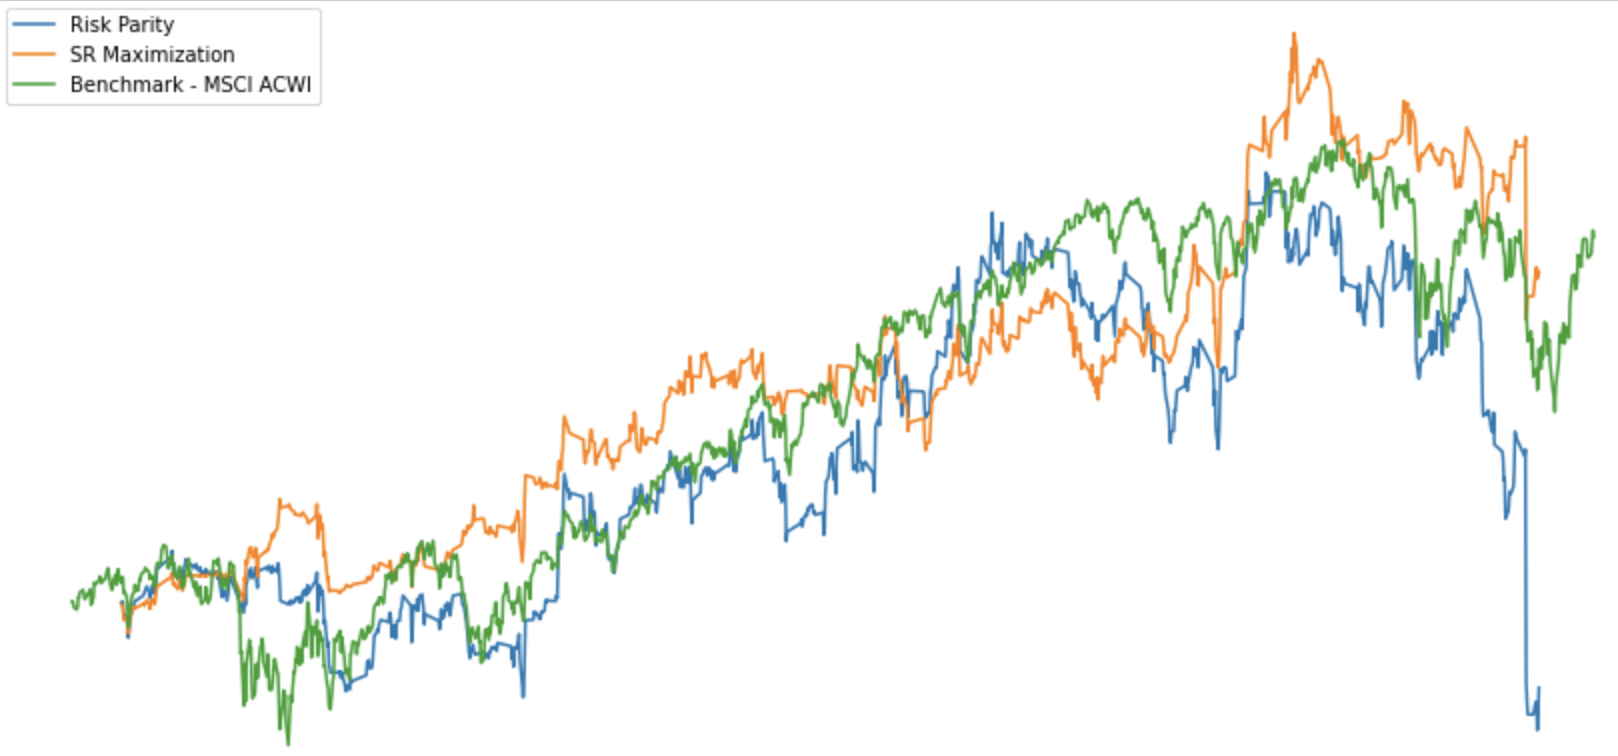 Risk Parity
SR Maximization
Benchmark - MSCI ACWI